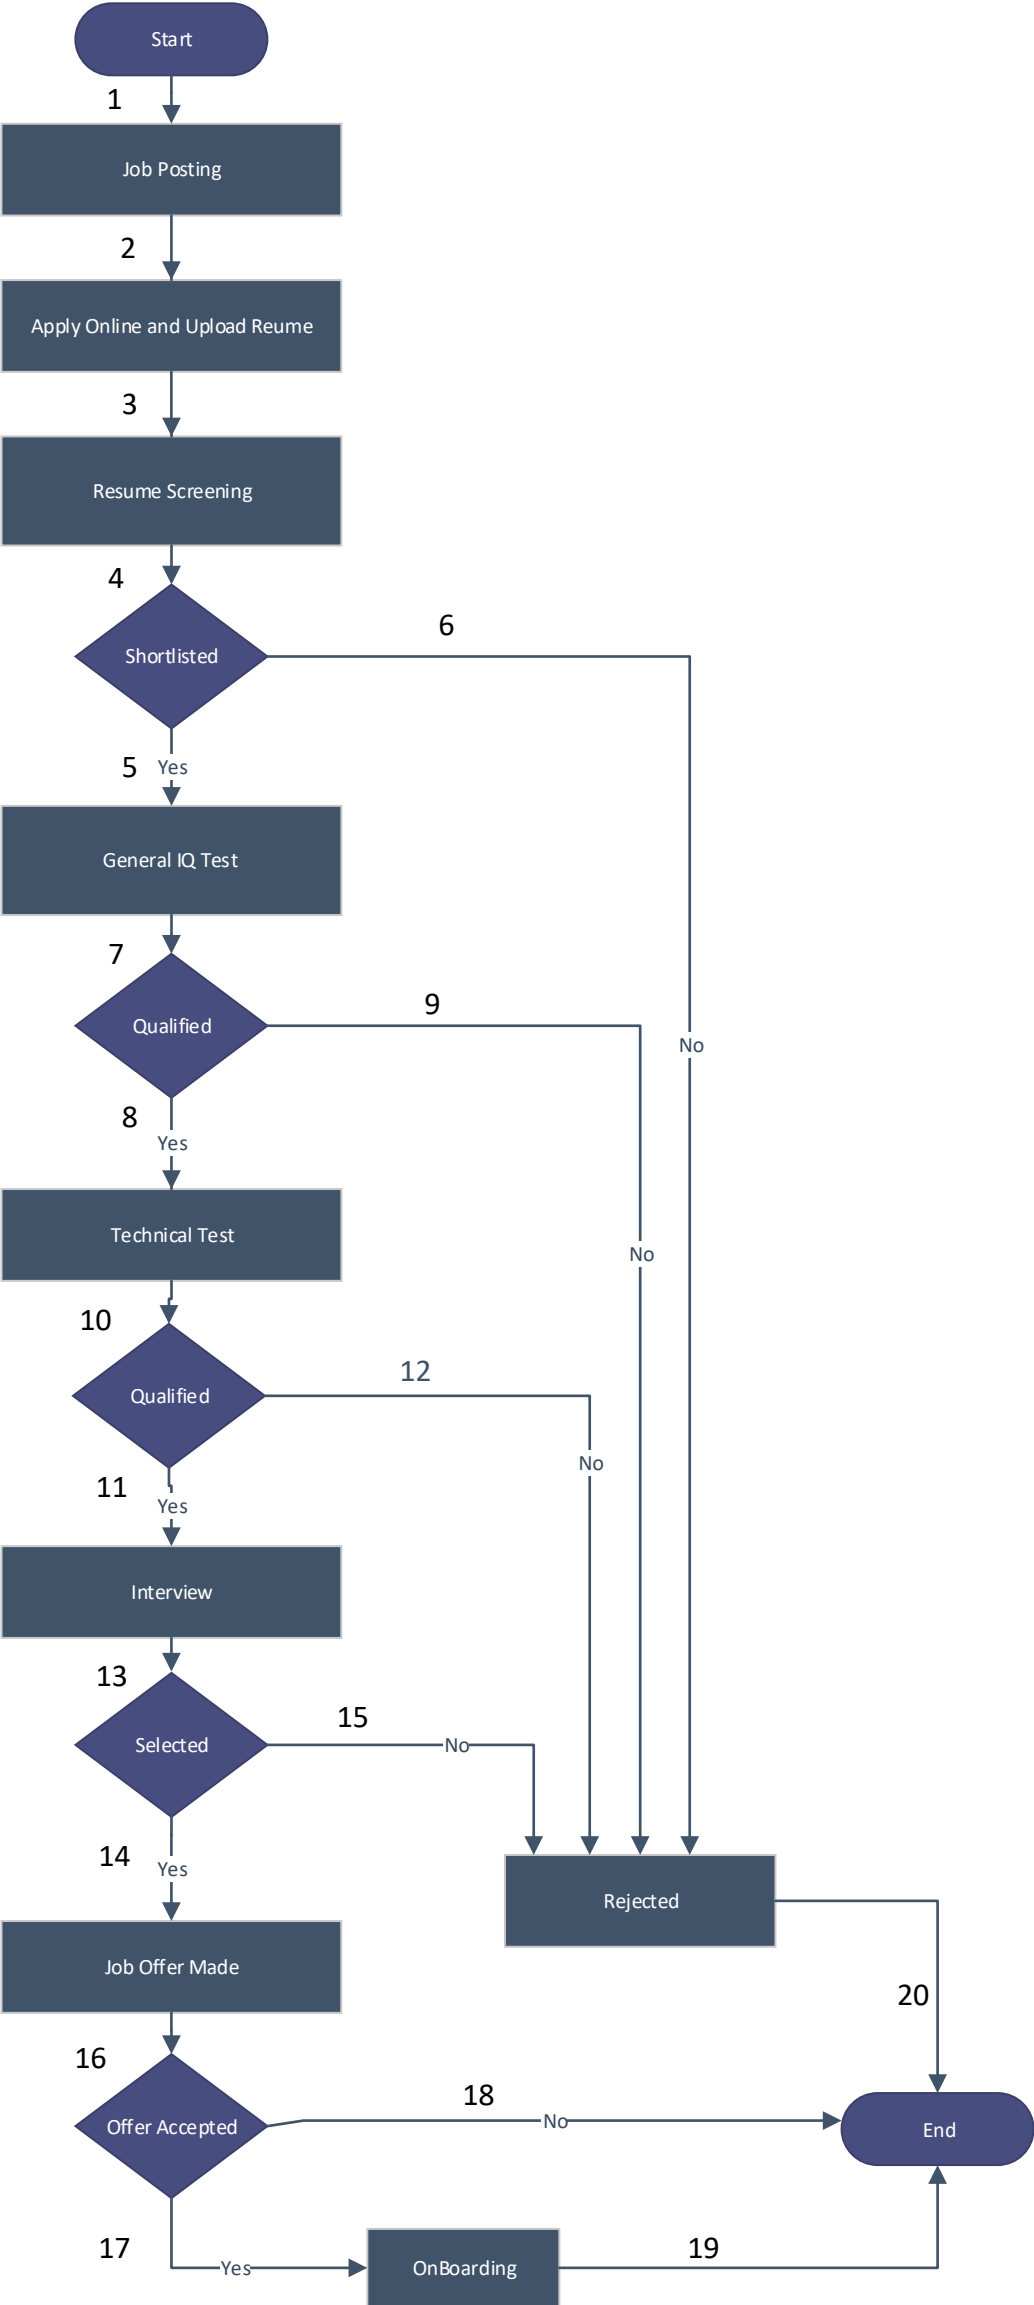 Start
1
Job Posting
2
Apply Online and Upload Reume
3
Resume Screening
4
6
Shortlisted
5 Yes
General IQ Test
7
9
Qualified
No
8
Yes
Technical Test
No
10
12
Qualified
No
11
Yes
Interview
13
15
Selected
No
14
Yes
Rejected
Job Offer Made
20
16
18
Offer Accepted
No
End
17
19
Yes
OnBoarding